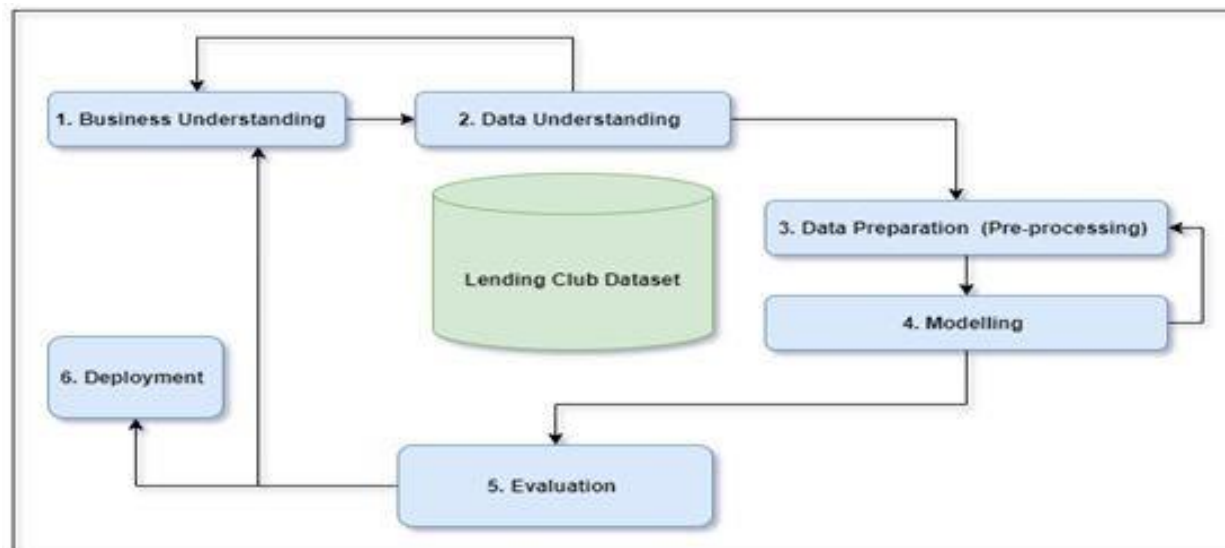 1. Business Understanding
2. Data Understanding
3. Data Preparation (Pre-processing)
Lending Club Dataset
4. Modelling
6. Deployment
5. Evaluation